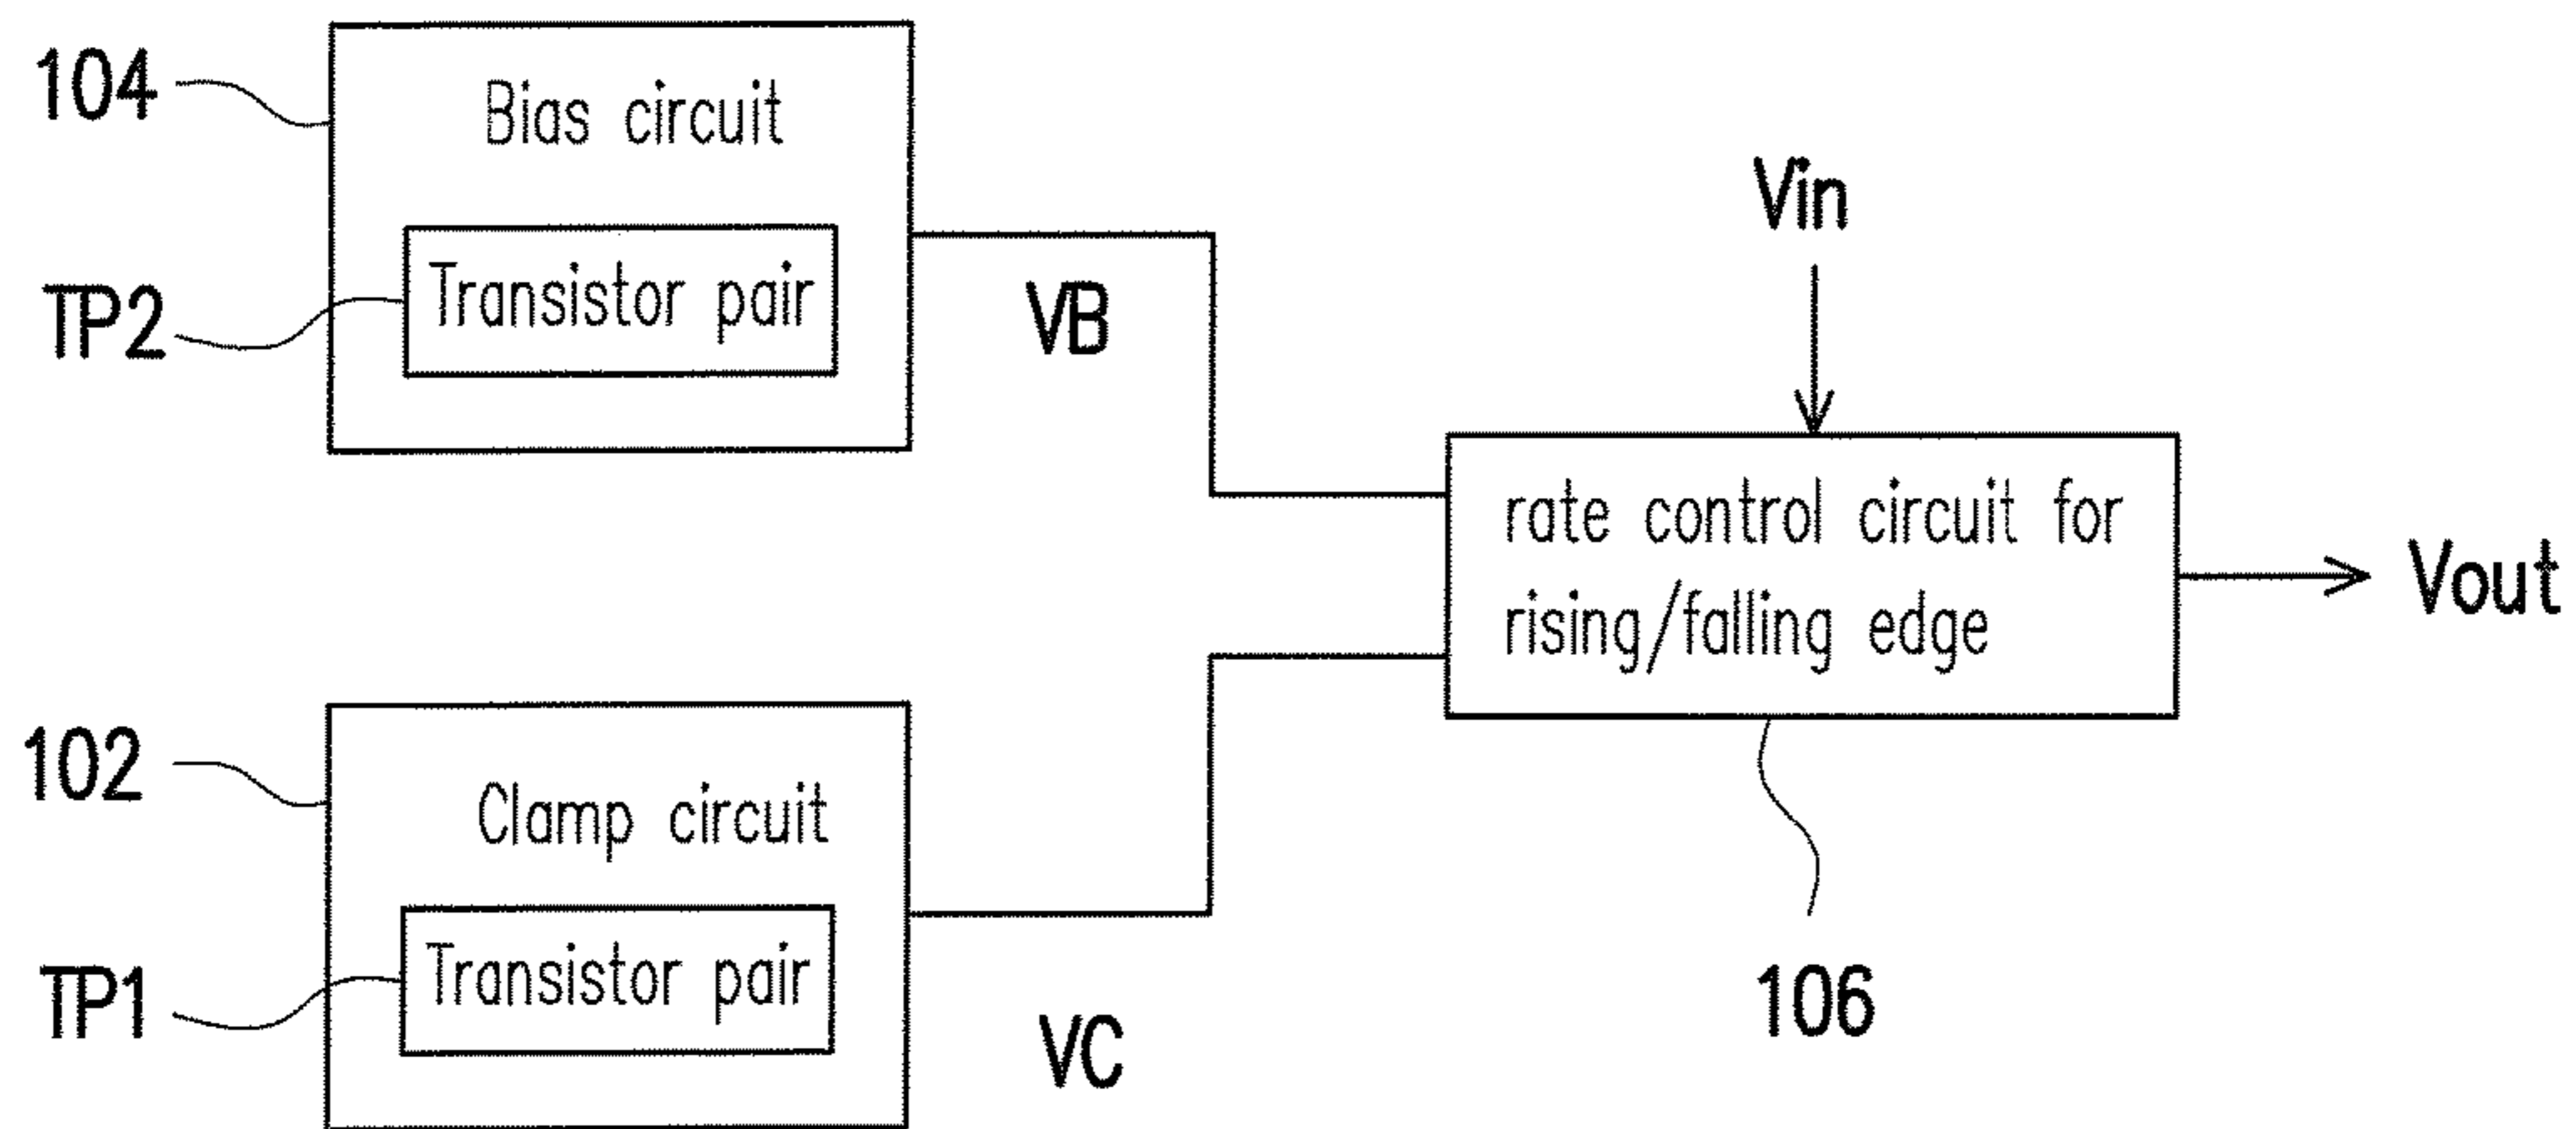 104
Bias circuit
TP2
Transistor pair
VB
Vin
rate control circuit for
rising/falling edge
Vout
102
Clamp circuit
TP1
Transistor pair
VC
106